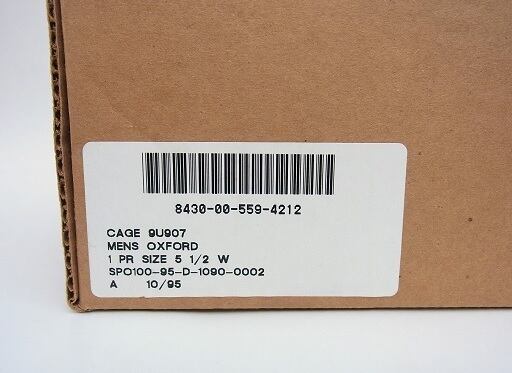 8430-00-559-4212
CAGE 9U907
MENS OXFORD
1 PR SIZE 5 1/2 W
SPO100-95-D-1090-0002
A 10/95